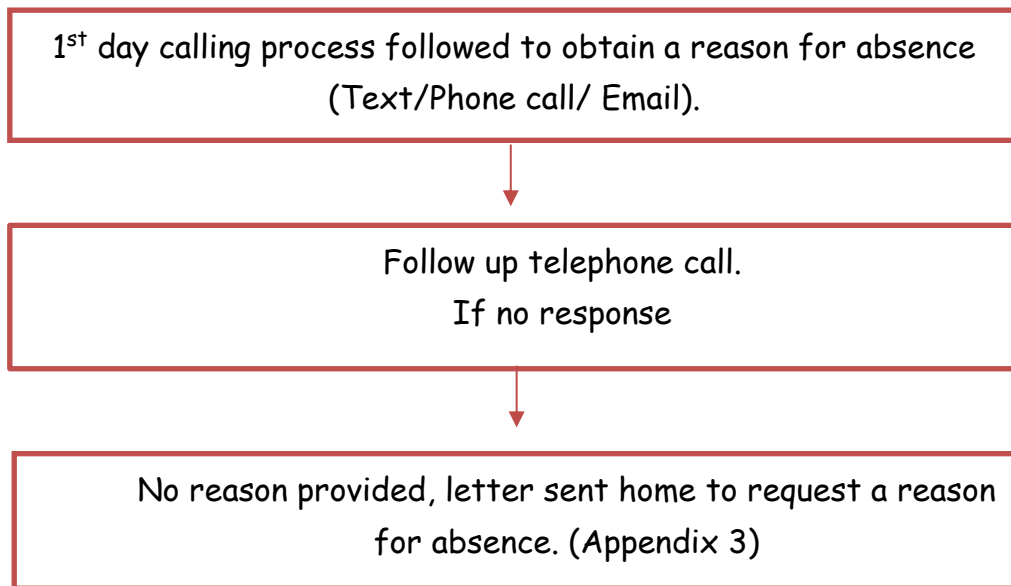 1st day calling process followed to obtain a reason for absence
(Text/Phone call/ Email).
Follow up telephone call.
If no response
No reason provided, letter sent home to request a reason
for absence. (Appendix 3)